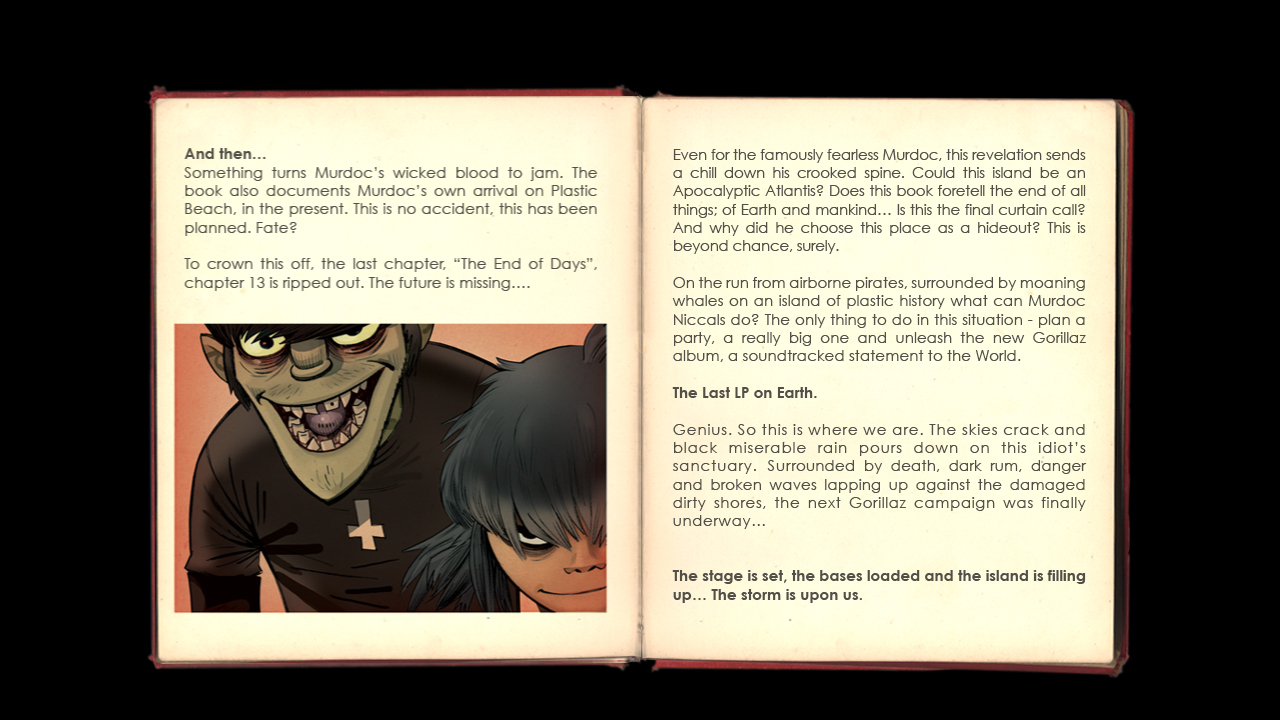 And then…
Something turns Murdoc's wicked blood to jam. The
book also documents Murdoc's own arrival on Plastic
Beach, in the present. This is no accident, this has been
planned. Fate?
To crown this off, the last chapter, “The End of Days”,
chapter 13 is ripped out. The future is missing….
Even for the famously fearless Murdoc, this revelation sends
a chill down his crooked spine. Could this island be an
Apocalyptic Atlantis? Does this book foretell the end of all
things; of Earth and mankind… Is this the final curtain call?
And why did he choose this place as a hideout? This is
beyond chance, surely.
On the run from airborne pirates, surrounded by moaning
whales on an island of plastic history what can Murdoc
Niccals do? The only thing to do in this situation - plan a
party, a really big one and unleash the new Gorillaz
album, a soundtracked statement to the World.
The Last LP on Earth.
Genius. So this is where we are. The skies crack and
black miserable rain pours down on this idiot's
sanctuary. Surrounded by death, dark rum, danger
and broken waves lapping up against the damaged
dirty shores, the next Gorillaz campaign was finally
underway…
The stage is set, the bases loaded and the island is filling
up… The storm is upon us.